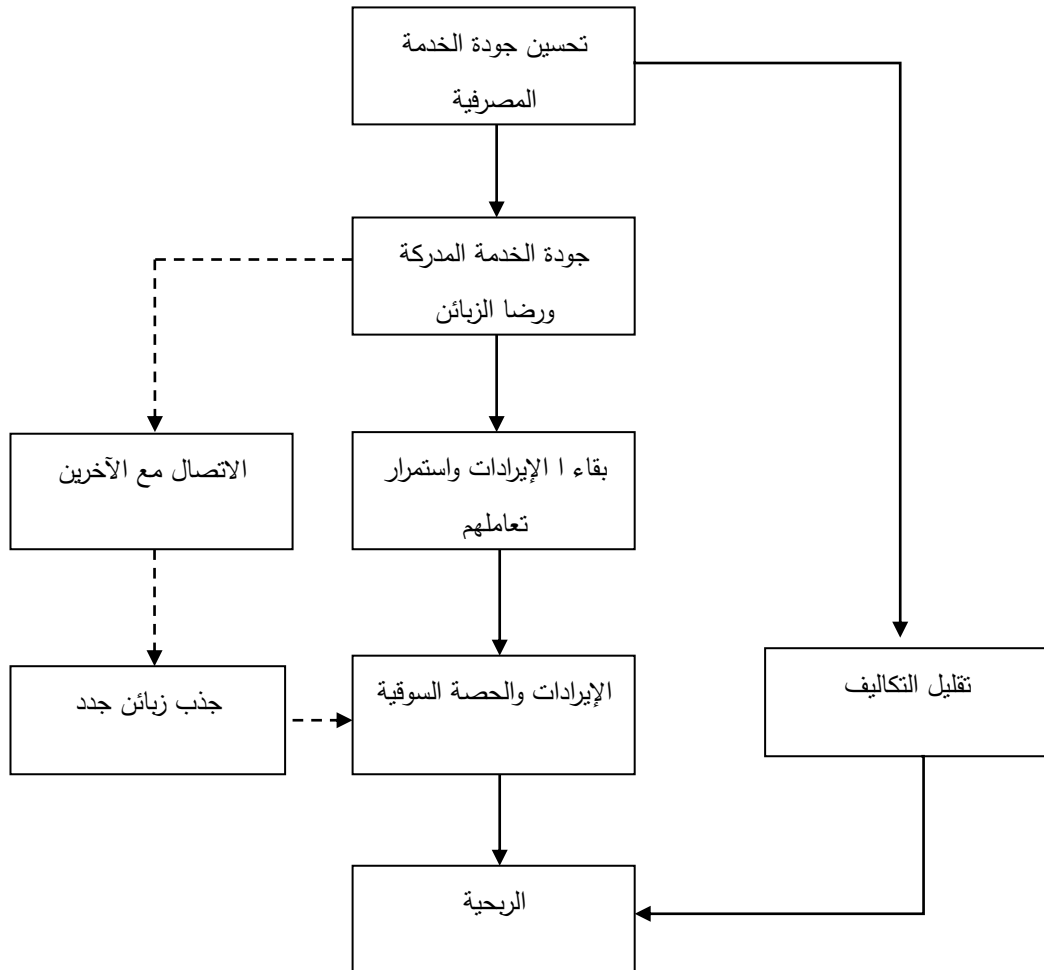 تحسين جودة الخدمة
المصرفية
جودة الخدمة المدركة
ورضا الزبائن
الاتصال مع الآخرين
بقاء ا الإيرادات واستمرار
تعاملهم
جذب زبائن جدد
الإيرادات والحصة السوقية
تقليل التكاليف
الربحية